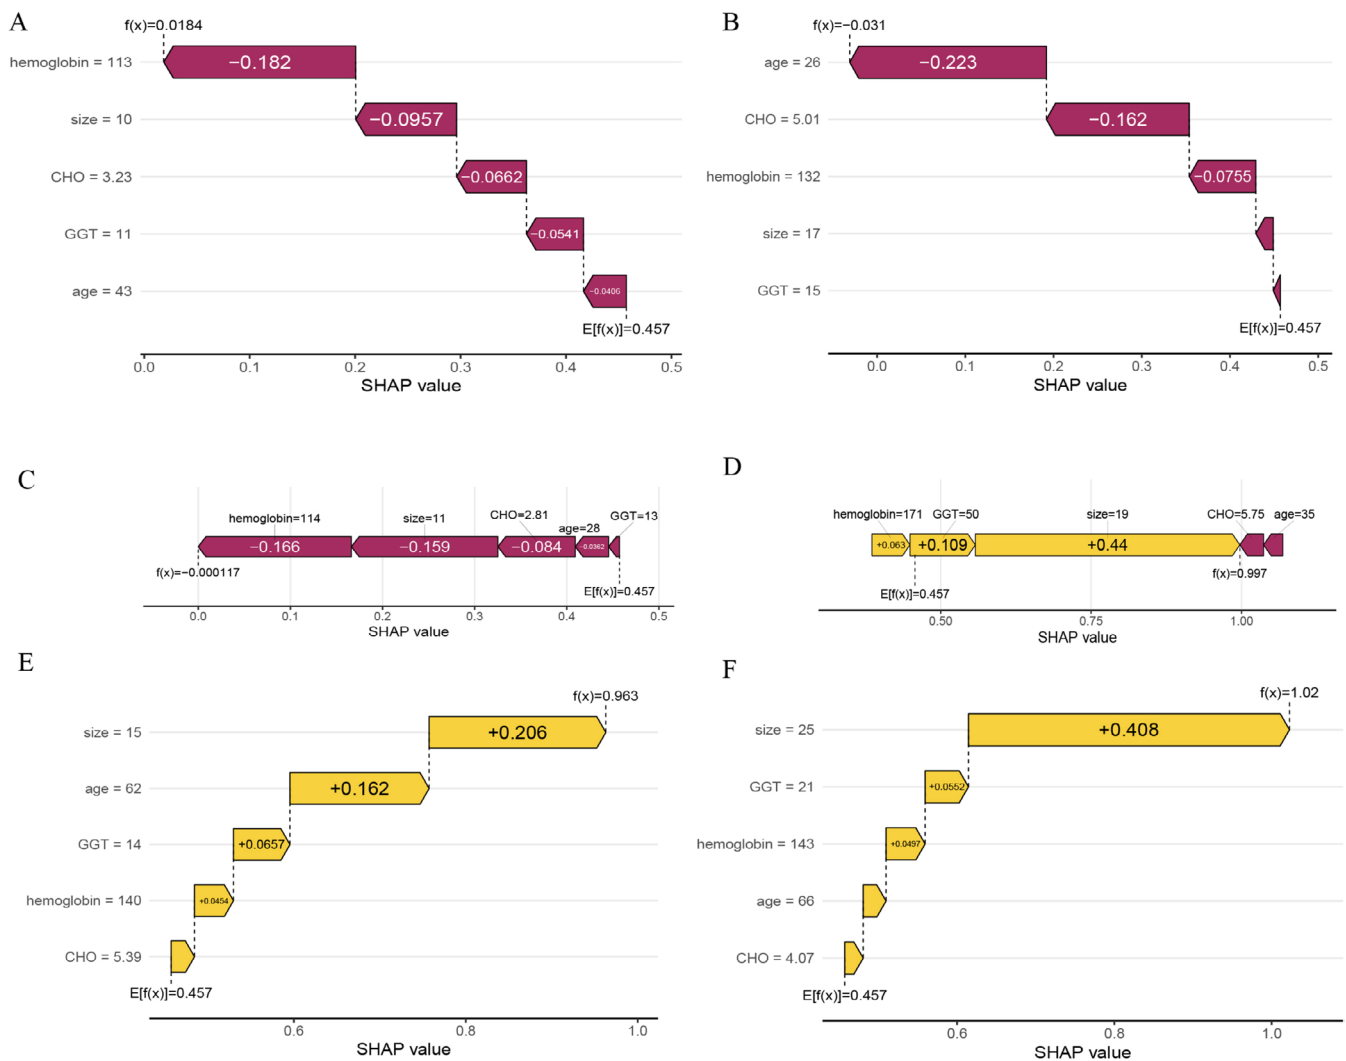 A
f(x)=0.0184
hemoglobin = 113
−0.182
size = 10
−0.0957
CHO = 3.23
−0.0662
GGT = 11
−0.0541
age = 43
−0.0406
E[f(x)]=0.457
0.0 0.1 0.2 0.3 0.4 0.5
SHAP value
B
f(x)=−0.031
age = 26
−0.223
CHO = 5.01
−0.162
hemoglobin = 132
−0.0755
size = 17
GGT = 15
E[f(x)]=0.457
0.0 0.1 0.2 0.3 0.4 0.5
SHAP value
C
hemoglobin=114 size=11 CHO=2.81 age=28 GGT=13
−0.166 −0.159 −0.084 −0.0362
f(x)=−0.000117
E[f(x)]=0.457
0.0 0.1 0.2 0.3 0.4 0.5
SHAP value
D
hemoglobin=171 GGT=50 size=19 CHO=5.75 age=35
+0.063 +0.109 +0.44
f(x)=0.997
E[f(x)]=0.457
0.50 0.75 1.00
SHAP value
E
f(x)=0.963
size = 15
+0.206
age = 62
+0.162
GGT = 14
+0.0657
hemoglobin = 140
+0.0454
CHO = 5.39
E[f(x)]=0.457
0.6 0.8 1.0
SHAP value
F
f(x)=1.02
size = 25
+0.408
GGT = 21
+0.0552
hemoglobin = 143
+0.0497
age = 66
CHO = 4.07
E[f(x)]=0.457
0.6 0.8 1.0
SHAP value